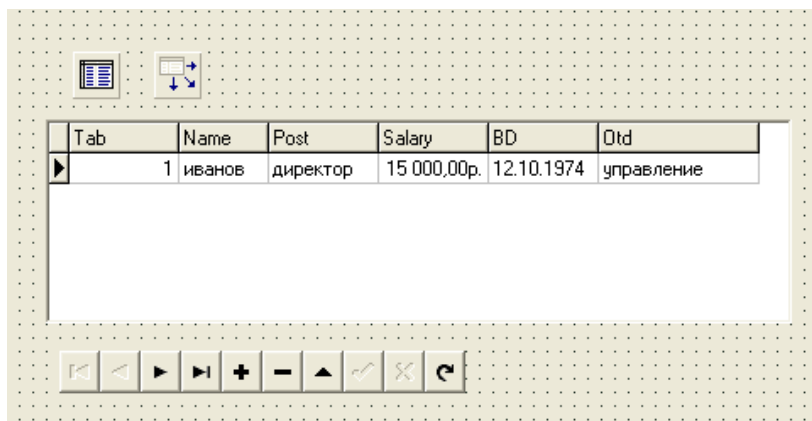 Tab Name Post Salary BD Otd
1 иванов директор 15 000,00р. 12.10.1974 управление